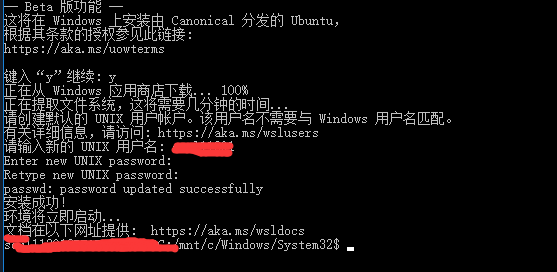 -- Beta 版功能 --
这将在 Windows 上安装由 Canonical 分发的 Ubuntu，
根据其条款的授权参见此链接:
https://aka.ms/uowterms
键入“y”继续: y
正在从 Windows 应用商店下载... 100%
正在提取文件系统，这将需要几分钟的时间...
请创建默认的 UNIX 用户帐户。该用户名不需要与 Windows 用户名匹配。
有关详细信息，请访问: https://aka.ms/wslusers
请输入新的 UNIX 用户名:
Enter new UNIX password:
Retype new UNIX password:
passwd: password updated successfully
安装成功!
环境将立即启动...
文档在以下网址提供: https://aka.ms/wsldocs
:/mnt/c/Windows/System32$